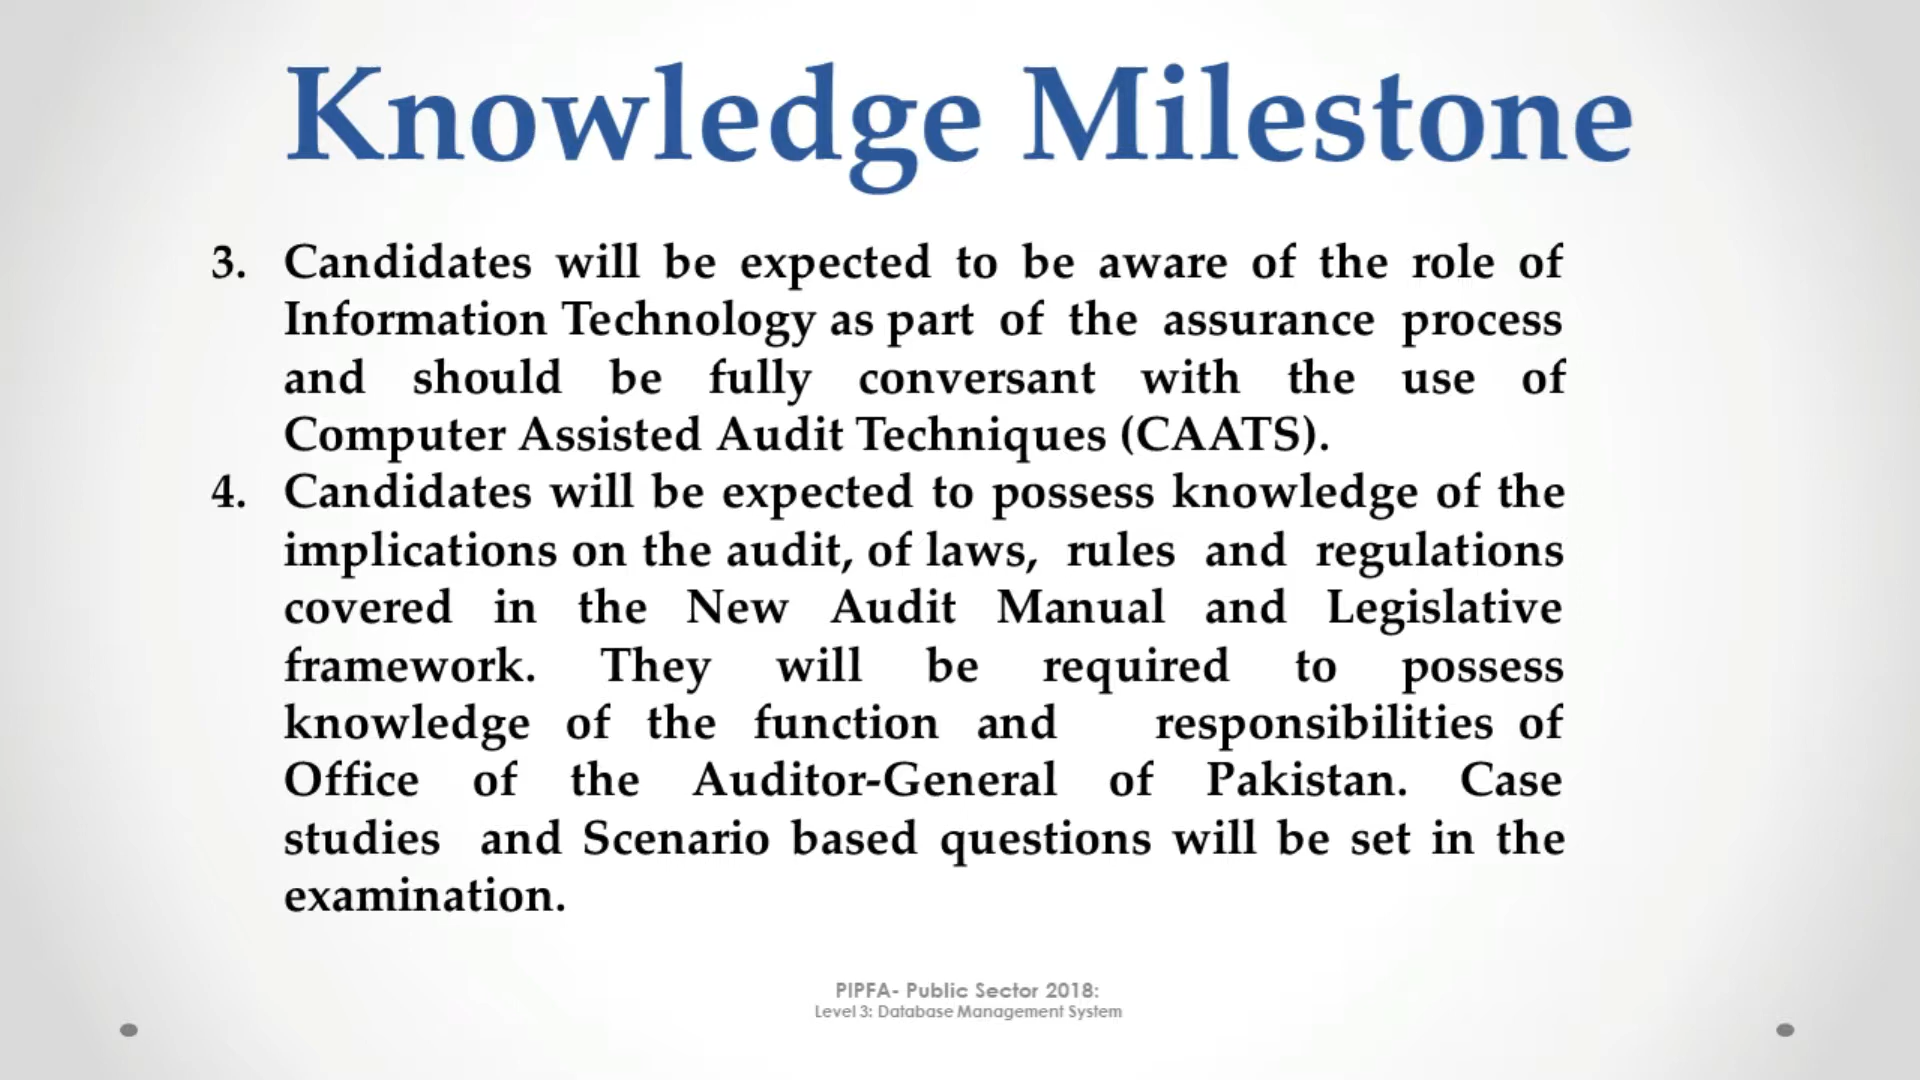 Knowledge Milestone
3. Candidates will be expected to be aware of the role of
Information Technology as part of the assurance process
and should be fully conversant with the use of
Computer Assisted Audit Techniques (CAATS).
4. Candidates will be expected to possess knowledge of the
implications on the audit, of laws, rules and regulations
covered in the New Audit Manual and Legislative
framework. They will be required to possess
knowledge of the function and responsibilities of
Office of the Auditor-General of Pakistan. Case
studies and Scenario based questions will be set in the
examination.
PIPFA- Public Sector 2018:
Level 3: Database Management System